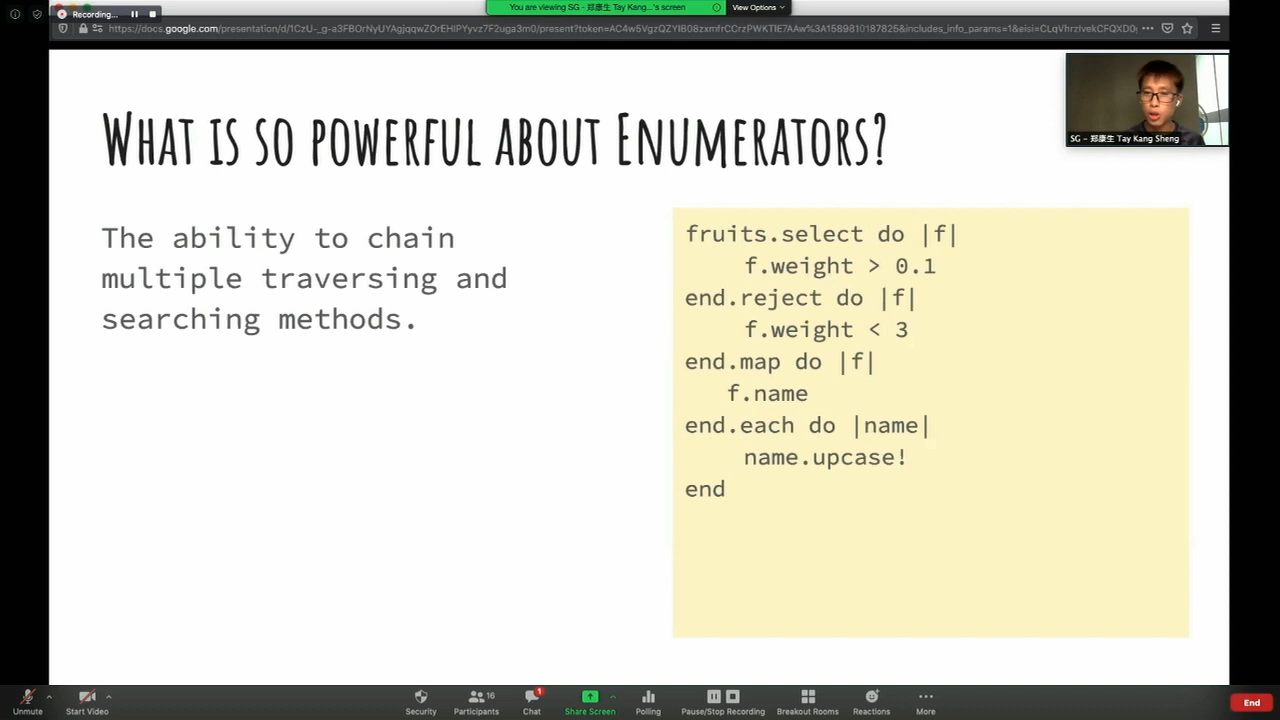 Recording...
You are viewing SG - 郑康生 Tay Kang...'s screen
View Options
WHAT IS SO POWERFUL ABOUT ENUMERATORS?
SG - 郑康生 Tay Kang Sheng
The ability to chain
multiple traversing and
searching methods.
fruits.select do |f|
f.weight > 0.1
end.reject do |f|
f.weight < 3
end.map do |f|
f.name
end.each do |name|
name.upcase!
end
Unmute
Start Video
Security
Participants
16
Chat
1
Share Screen
Polling
Pause/Stop Recording
Breakout Rooms
Reactions
More
End